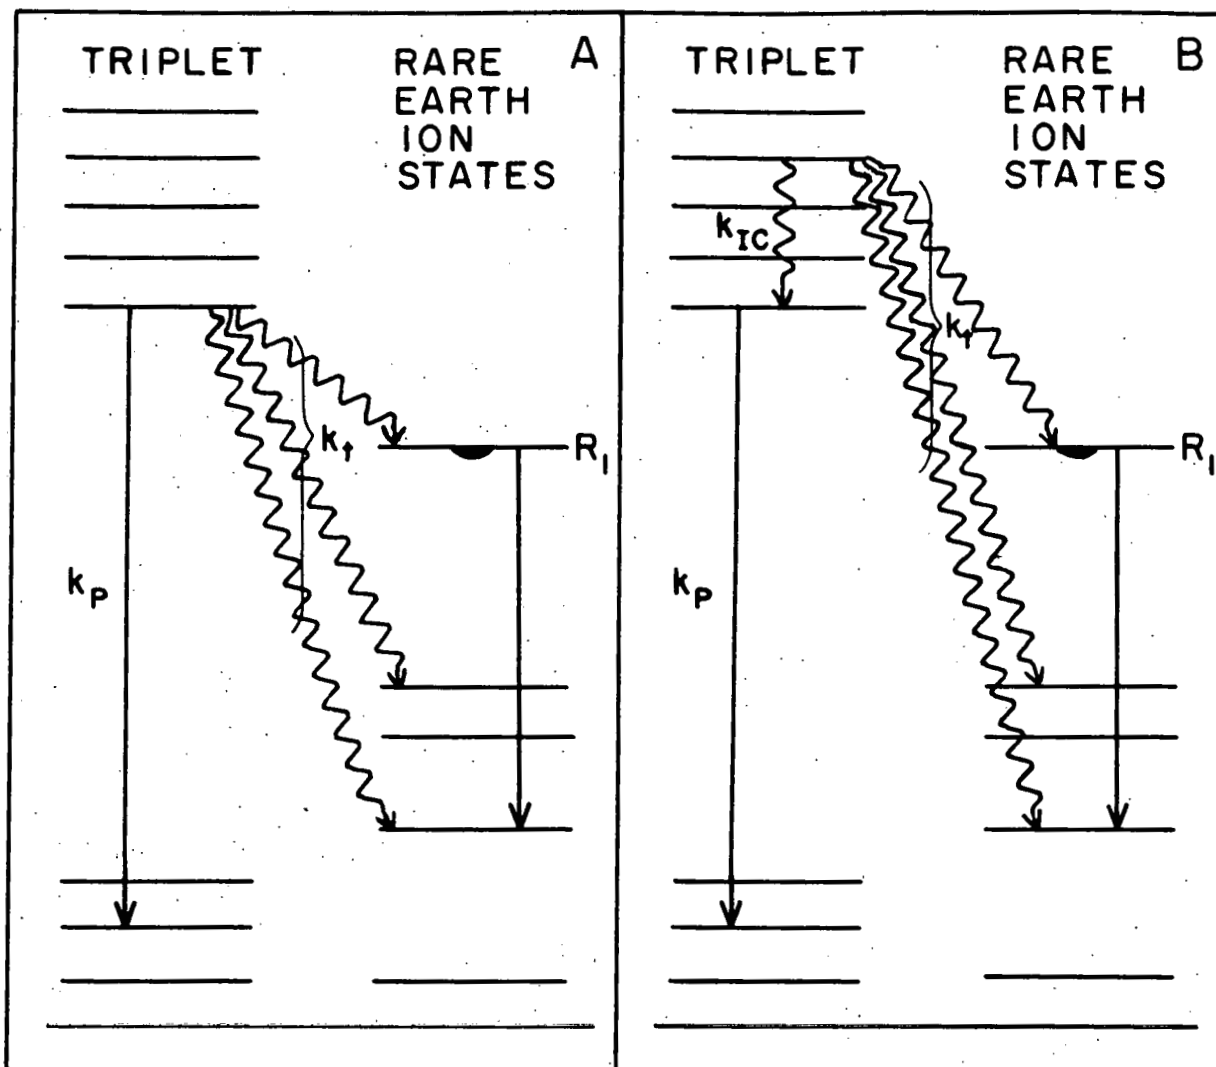 TRIPLET
RARE
EARTH
ION
STATES
A
k_t
R_1
k_P
TRIPLET
RARE
EARTH
ION
STATES
B
k_IC
k_t
R_1
k_P